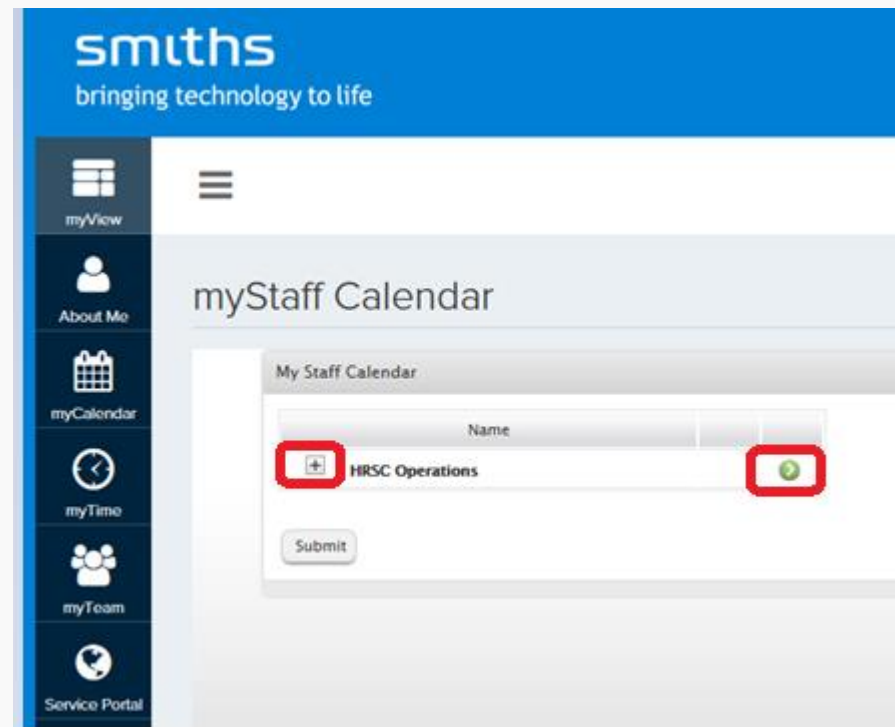 smiths
bringing technology to life
myView
About Me
myStaff Calendar
My Staff Calendar
myCalendar
Name
HRSC Operations
myTime
Submit
myTeam
Service Portal